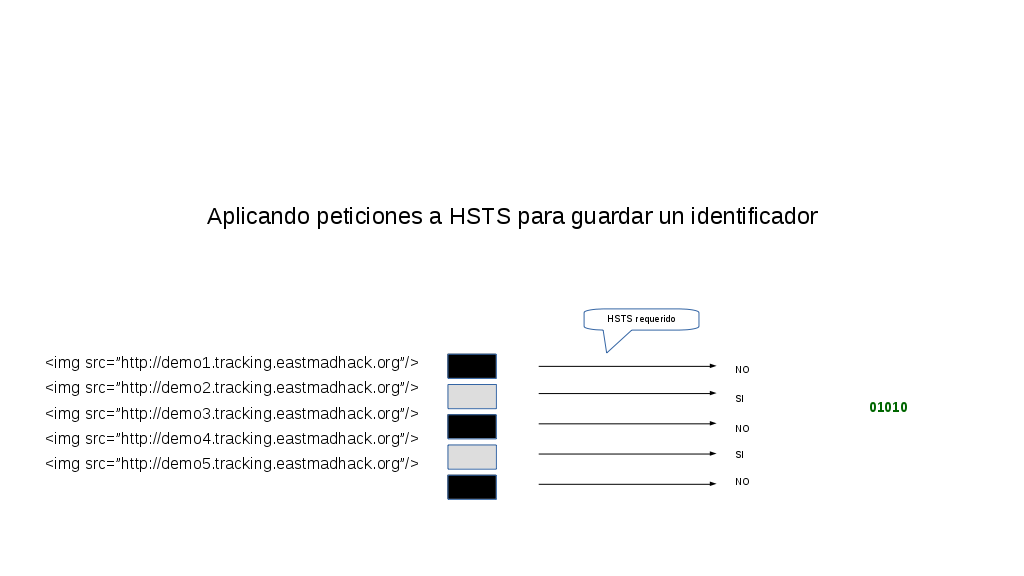 Aplicando peticiones a HSTS para guardar un identificador
HSTS requerido
<img src="http://demo1.tracking.eastmadhack.org"/>
<img src="http://demo2.tracking.eastmadhack.org"/>
<img src="http://demo3.tracking.eastmadhack.org"/>
<img src="http://demo4.tracking.eastmadhack.org"/>
<img src="http://demo5.tracking.eastmadhack.org"/>
NO
SI
NO
SI
NO
01010